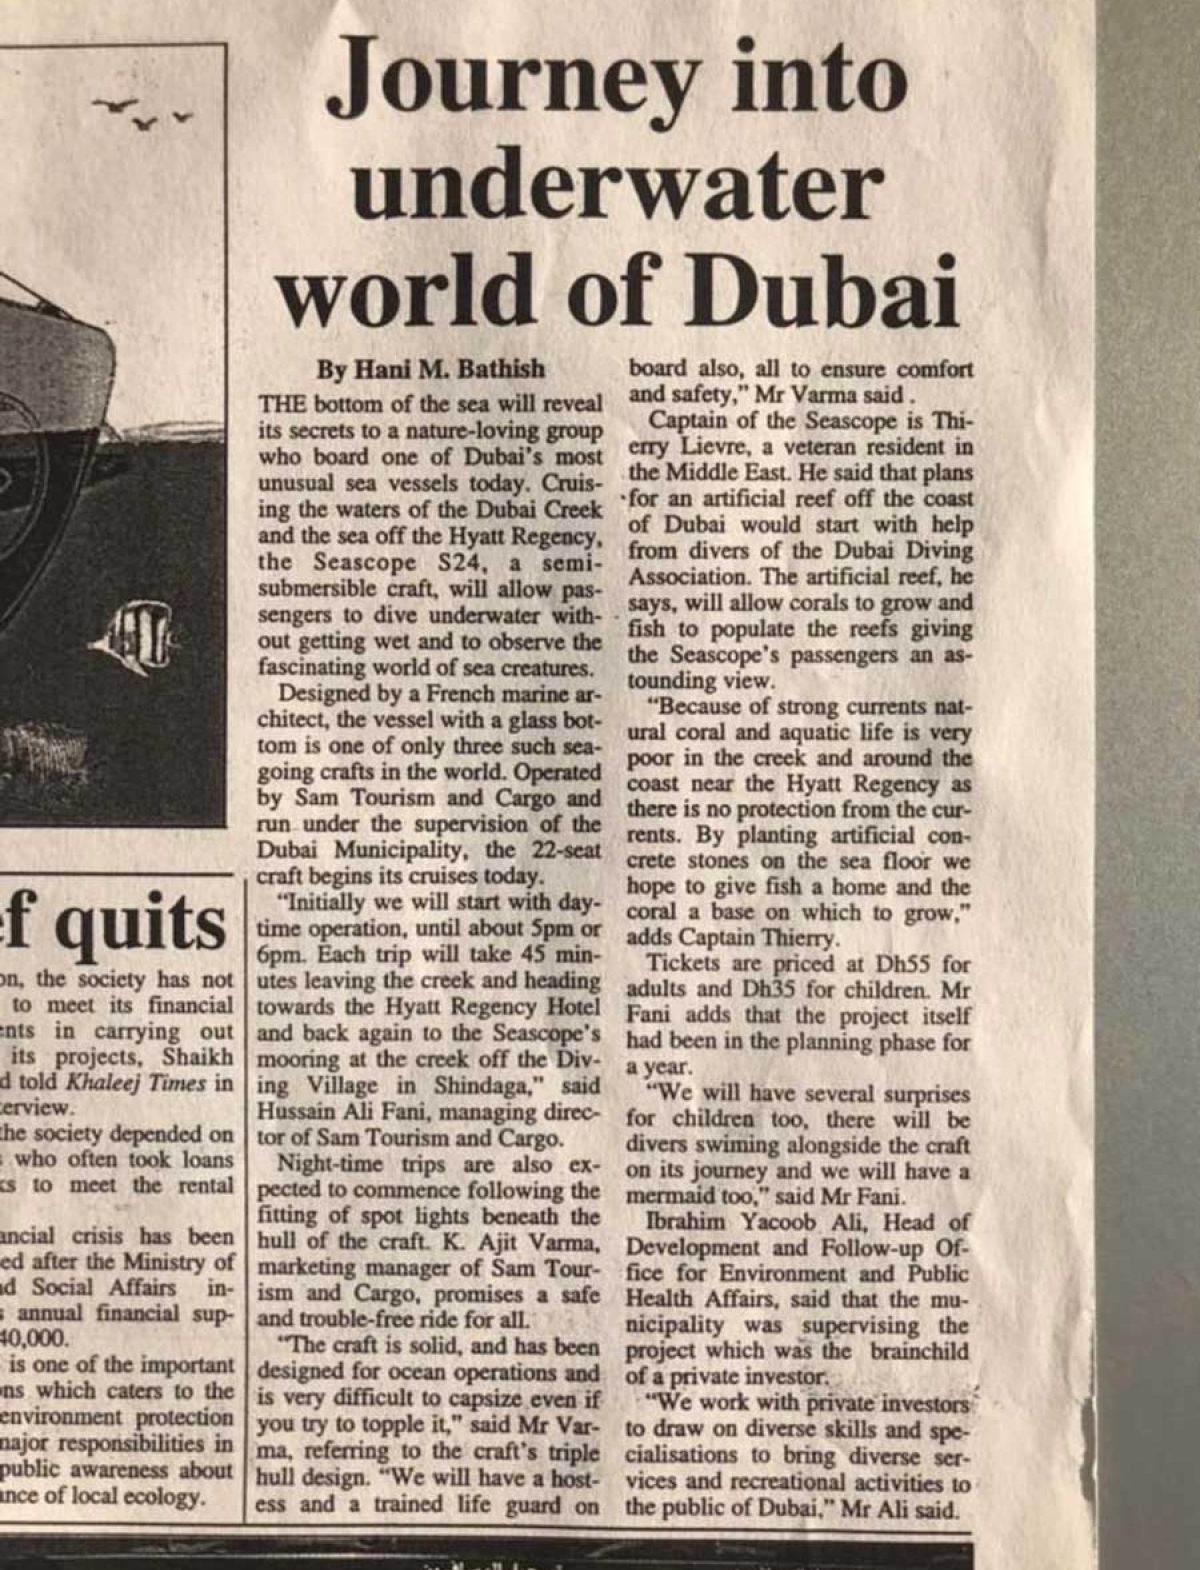 Journey into
underwater
world of Dubai
By Hani M. Bathish
THE bottom of the sea will reveal
its secrets to a nature-loving group
who board one of Dubai's most
unusual sea vessels today. Cruis-
ing the waters of the Dubai Creek
and the sea off the Hyatt Regency,
the Seascope S24, a semi-
submersible craft, will allow pas-
sengers to dive underwater with-
out getting wet and to observe the
fascinating world of sea creatures.
Designed by a French marine ar-
chitect, the vessel with a glass bot-
tom is one of only three such sea-
going crafts in the world. Operated
by Sam Tourism and Cargo and
run under the supervision of the
Dubai Municipality, the 22-seat
craft begins its cruises today.
"Initially we will start with day-
time operation, until about 5pm or
6pm. Each trip will take 45 min-
utes leaving the creek and heading
towards the Hyatt Regency Hotel
and back again to the Seascope's
mooring at the creek off the Div-
ing Village in Shindaga," said
Hussain Ali Fani, managing direc-
tor of Sam Tourism and Cargo.
Night-time trips are also ex-
pected to commence following the
fitting of spot lights beneath the
hull of the craft. K. Ajit Varma,
marketing manager of Sam Tour-
ism and Cargo, promises a safe
and trouble-free ride for all.
"The craft is solid, and has been
designed for ocean operations and
is very difficult to capsize even if
you try to topple it," said Mr Var-
ma, referring to the craft's triple
hull design. "We will have a host-
ess and a trained life guard on
board also, all to ensure comfort
and safety," Mr Varma said .
Captain of the Seascope is Thi-
erry Lievre, a veteran resident in
the Middle East. He said that plans
for an artificial reef off the coast
of Dubai would start with help
from divers of the Dubai Diving
Association. The artificial reef, he
says, will allow corals to grow and
fish to populate the reefs giving
the Seascope's passengers an as-
tounding view.
"Because of strong currents nat-
ural coral and aquatic life is very
poor in the creek and around the
coast near the Hyatt Regency as
there is no protection from the cur-
rents. By planting artificial con-
crete stones on the sea floor we
hope to give fish a home and the
coral a base on which to grow,"
adds Captain Thierry.
Tickets are priced at Dh55 for
adults and Dh35 for children. Mr
Fani adds that the project itself
had been in the planning phase for
a year.
"We will have several surprises
for children too, there will be
divers swiming alongside the craft
on its journey and we will have a
mermaid too," said Mr Fani.
Ibrahim Yacoob Ali, Head of
Development and Follow-up Of-
fice for Environment and Public
Health Affairs, said that the mu-
nicipality was supervising the
project which was the brainchild
of a private investor.
"We work with private investors
to draw on diverse skills and spe-
cialisations to bring diverse ser-
vices and recreational activities to
the public of Dubai," Mr Ali said.
quits
the society has not
to meet its financial
in carrying out
its projects, Shaikh
told Khaleej Times in
the society depended on
who often took loans
to meet the rental
crisis has been
after the Ministry of
Social Affairs in-
annual financial sup-
40,000.
is one of the important
which caters to the
environment protection
responsibilities in
public awareness about
of local ecology.